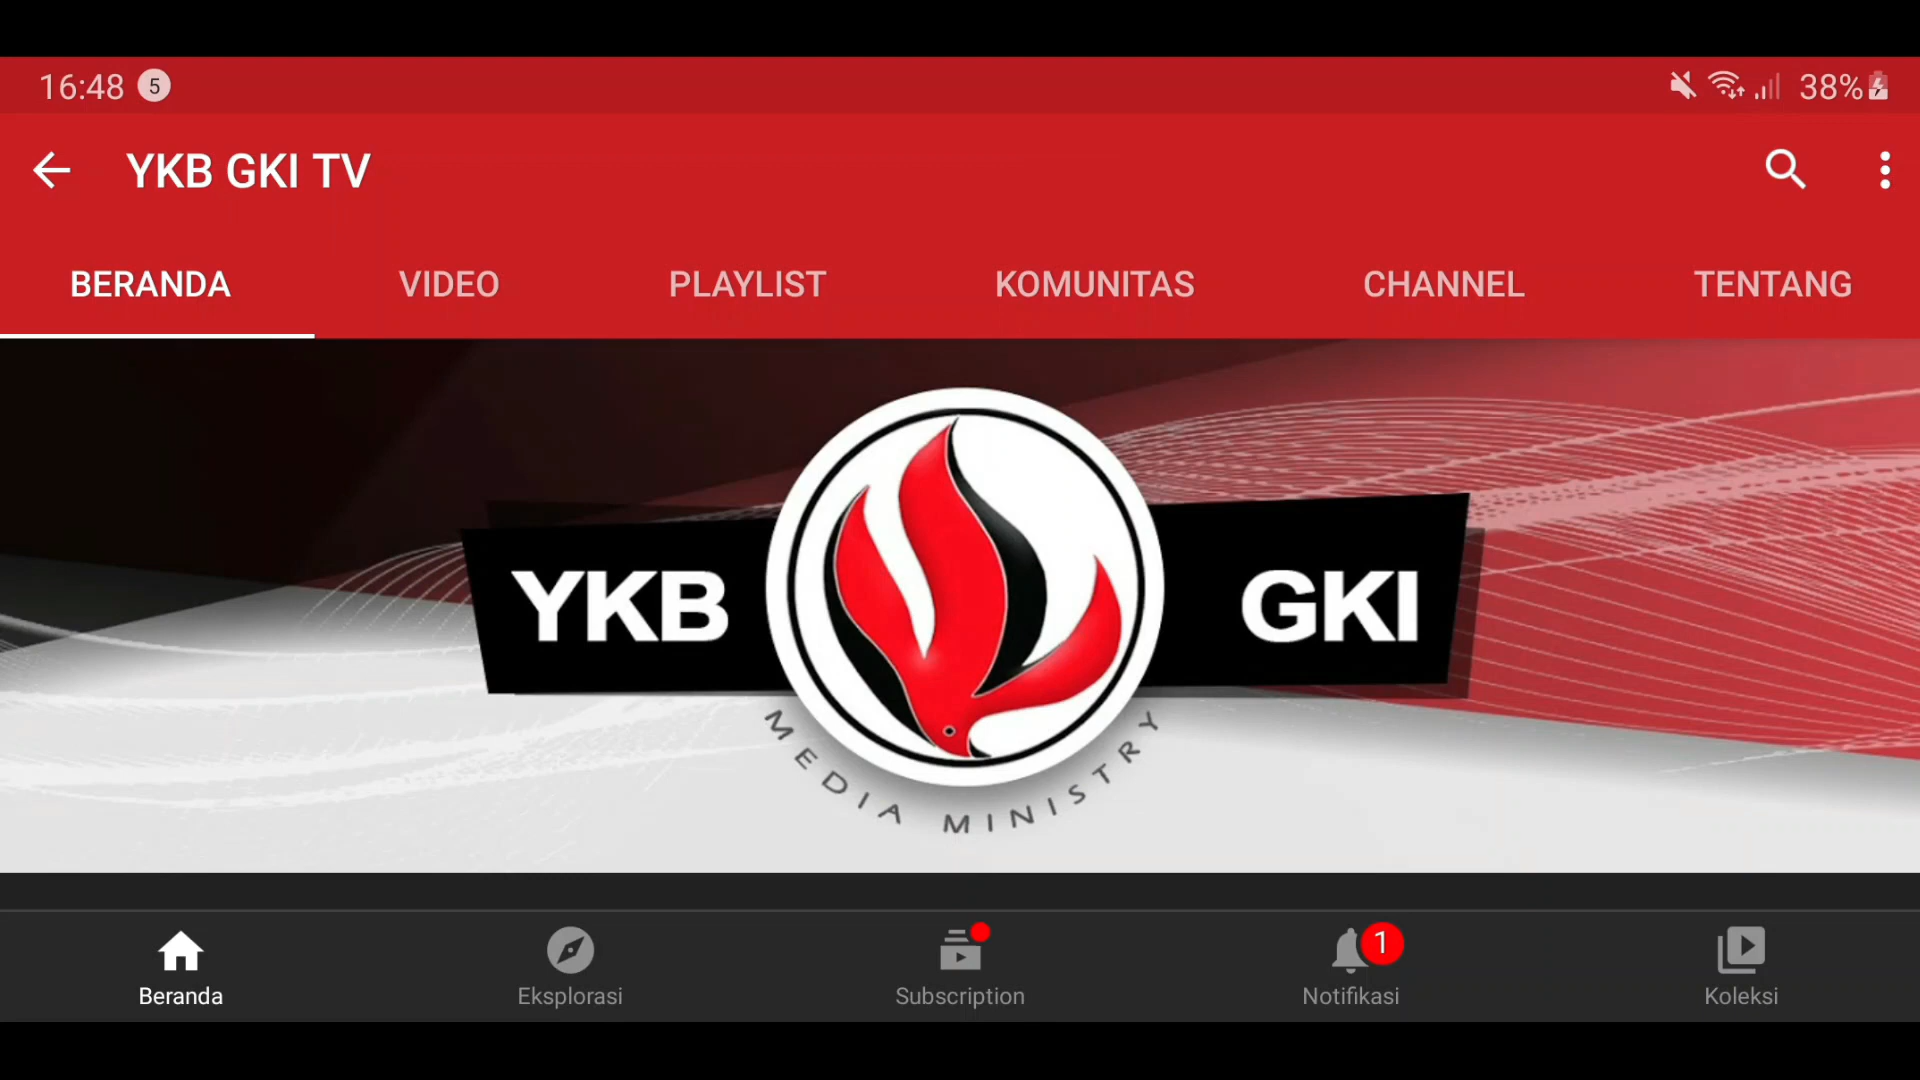 16:48 5 38%
YKB GKI TV
BERANDA VIDEO PLAYLIST KOMUNITAS CHANNEL TENTANG
YKB GKI
MEDIA MINISTRY
1
Beranda Eksplorasi Subscription Notifikasi Koleksi